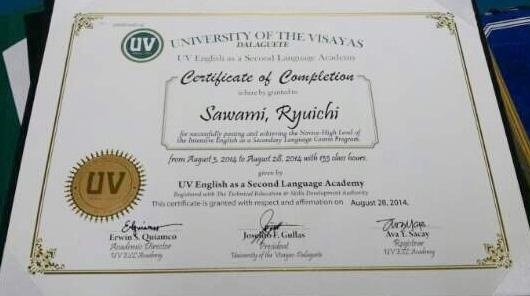 UV
UNIVERSITY OF THE VISAYAS
DALAGUETE
UV English as a Second Language Academy
Certificate of Completion
is hereby granted to
Sawami, Ryuichi
for successfully passing and achieving the Novice-High Level of
the Intensive English as a Secondary Language Course Program.
from August 3, 2014 to August 28, 2014 with 133 class hours.
given by
UV English as a Second Language Academy
Registered with The Technical Education & Skills Development Authority
This certificate is granted with respect and affirmation on August 28, 2014.
UV
Erwin S. Quiamco
Academic Director
UV ESL Academy
Joselito F. Gullas
President
University of the Visayas-Dalaguete
Ava Y. Sacay
Registrar
UV ESL Academy